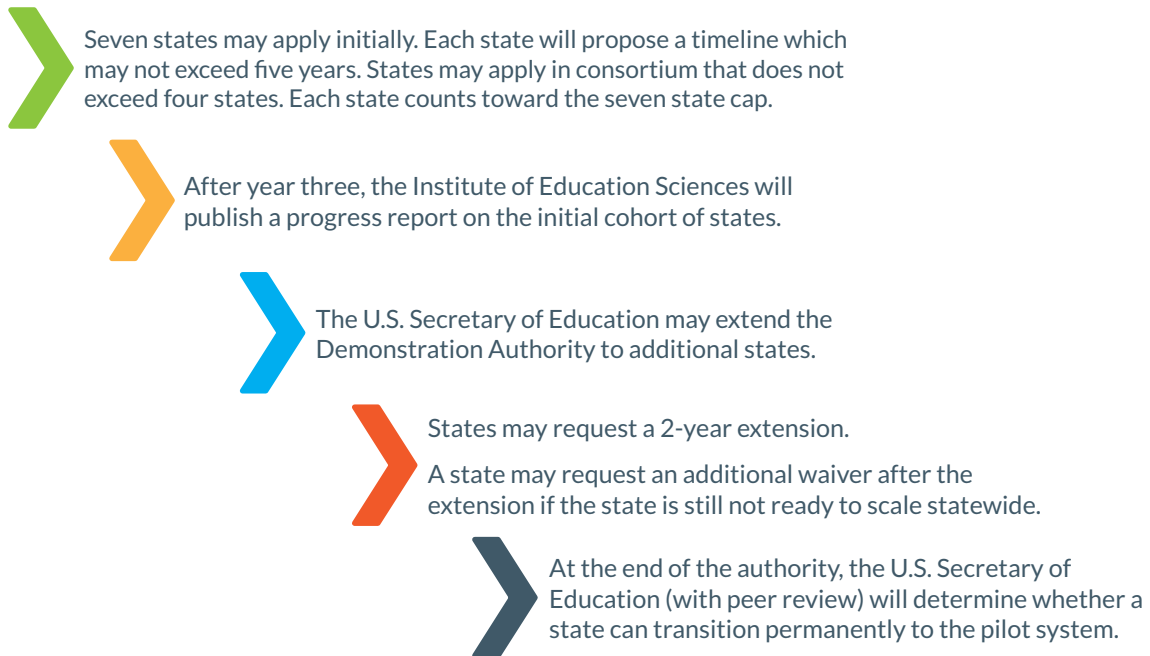 Seven states may apply initially. Each state will propose a timeline which
may not exceed five years. States may apply in consortium that does not
exceed four states. Each state counts toward the seven state cap.
After year three, the Institute of Education Sciences will
publish a progress report on the initial cohort of states.
The U.S. Secretary of Education may extend the
Demonstration Authority to additional states.
States may request a 2-year extension.
A state may request an additional waiver after the
extension if the state is still not ready to scale statewide.
At the end of the authority, the U.S. Secretary of
Education (with peer review) will determine whether a
state can transition permanently to the pilot system.